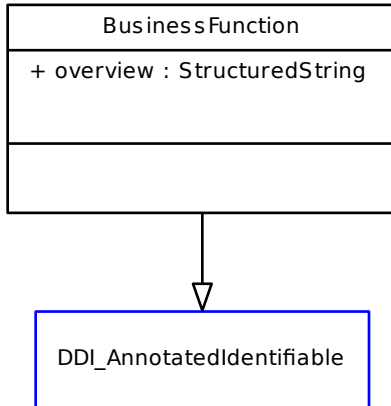 BusinessFunction
+ overview : StructuredString
DDI_AnnotatedIdentifiable